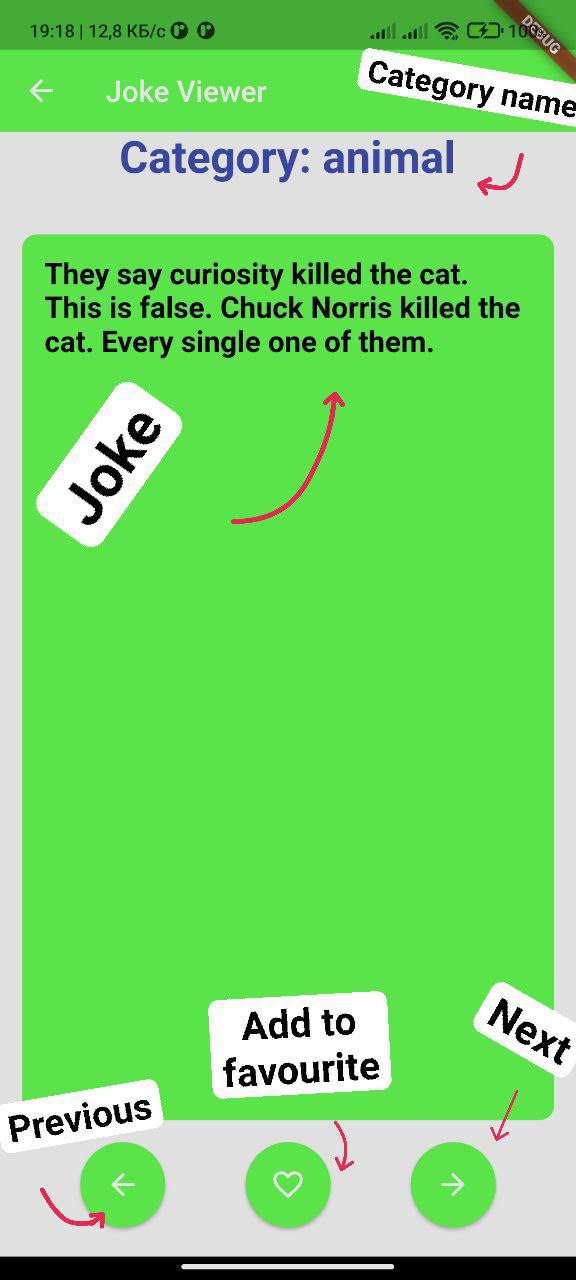 19:18 | 12,8 КБ/с
100
DEBUG
Joke Viewer
Category name
Category: animal
They say curiosity killed the cat.
This is false. Chuck Norris killed the
cat. Every single one of them.
Joke
Add to
favourite
Next
Previous